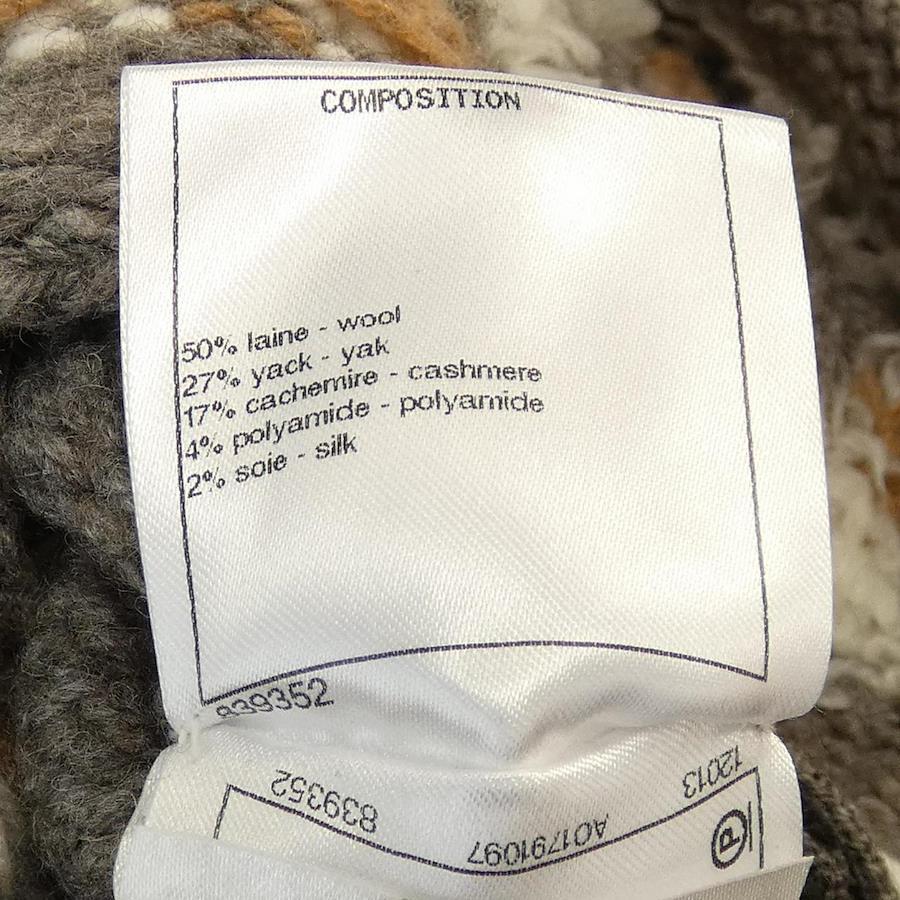 COMPOSITION
50% laine - wool
27% yack - yak
17% cachemire - cashmere
4% polyamide - polyamide
2% soie - silk
839352
12013
839352
A01791097
P